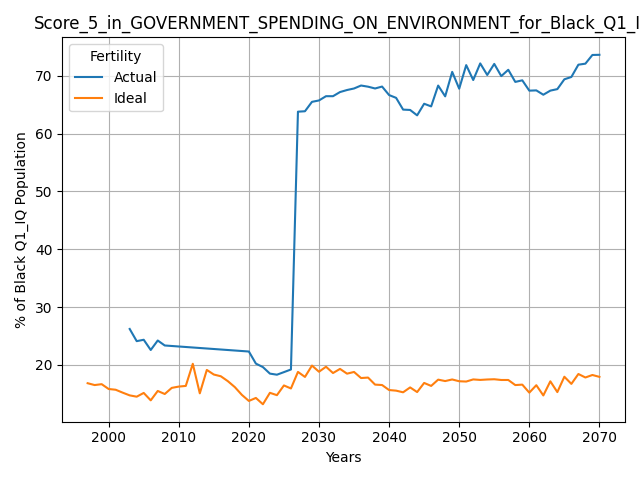 Score_5_in_GOVERNMENT_SPENDING_ON_ENVIRONMENT_for_Black_Q1_I
Fertility
Actual
Ideal
% of Black Q1_IQ Population
70
60
50
40
30
20
2000 2010 2020 2030 2040 2050 2060 2070
Years